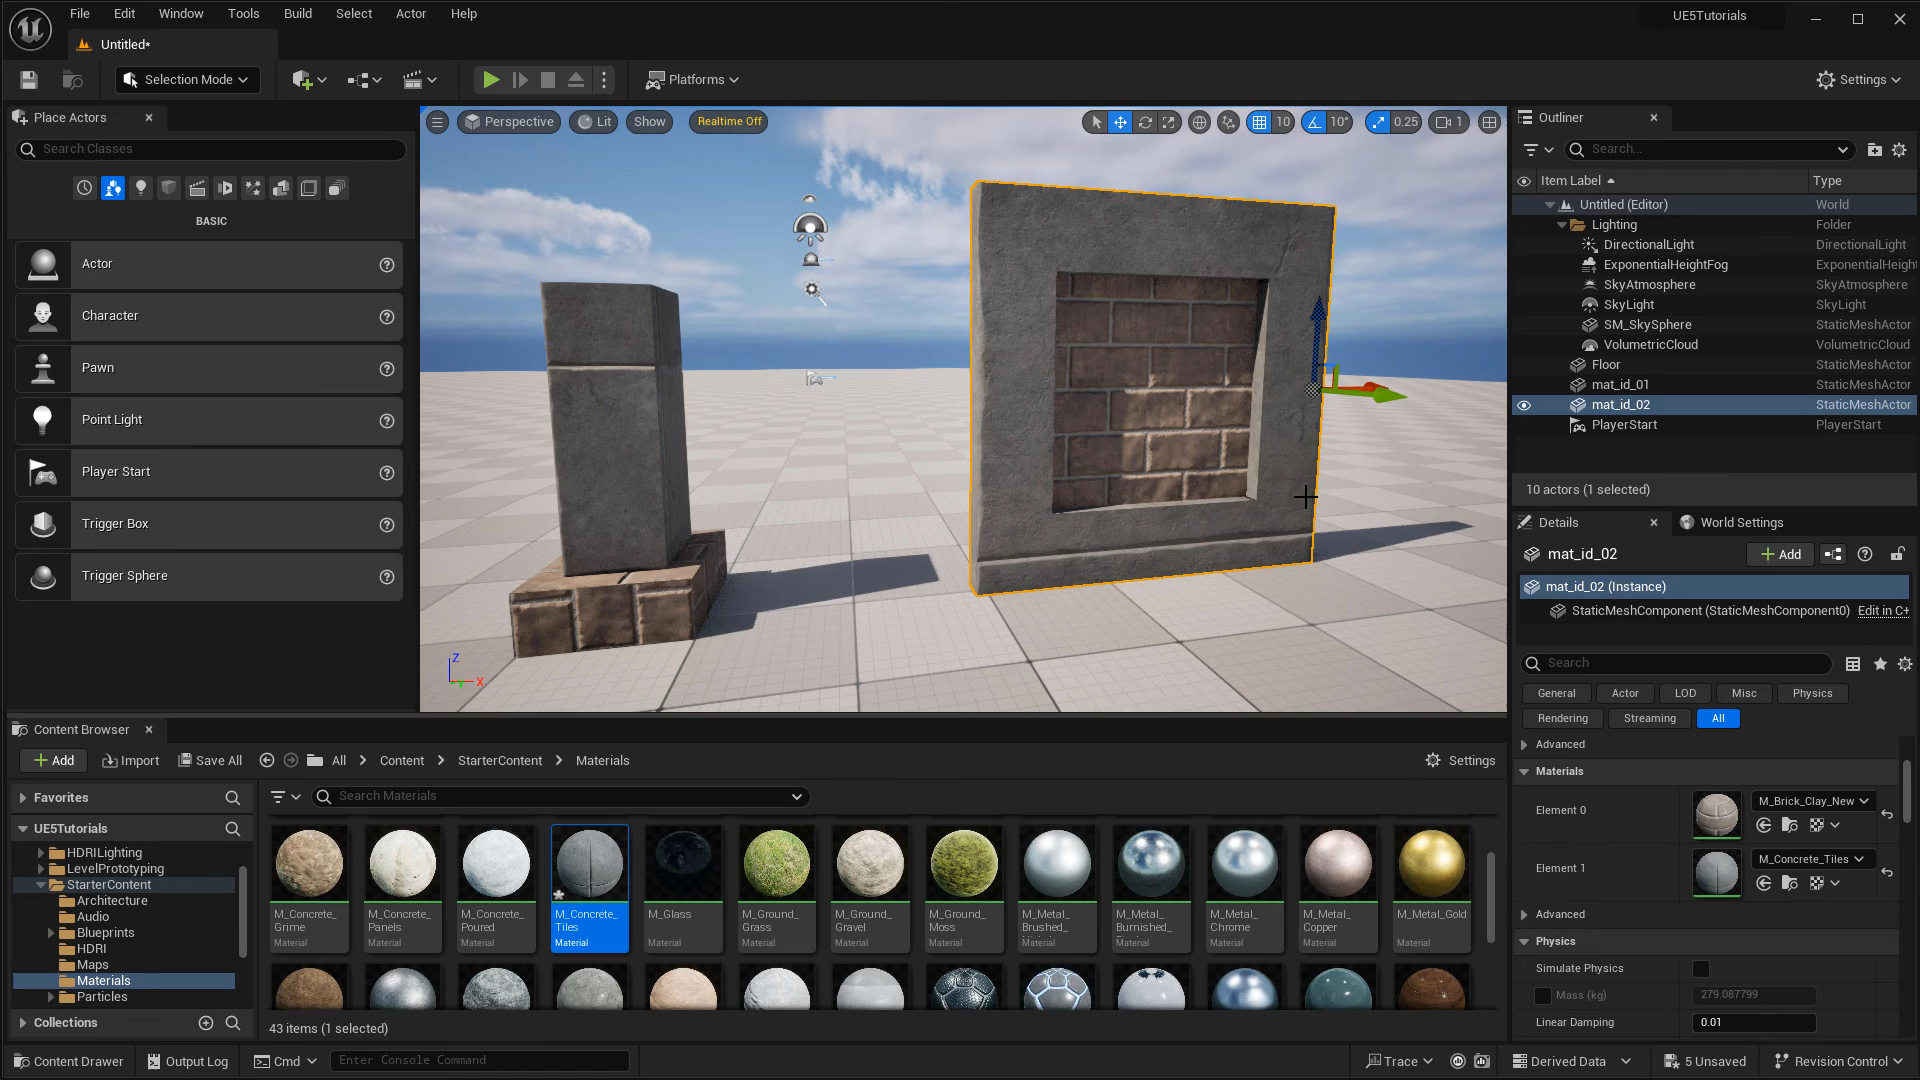 File Edit Window Tools Build Select Actor Help
UE5Tutorials
Untitled*
Selection Mode
Platforms
Settings
Place Actors
Search Classes
BASIC
Actor
Character
Pawn
Point Light
Player Start
Trigger Box
Trigger Sphere
Perspective Lit Show Realtime Off
10 10° 0.25 1
Z
Y X
Outliner
Search...
Item Label Type
Untitled (Editor) World
Lighting Folder
DirectionalLight DirectionalLight
ExponentialHeightFog ExponentialHeight
SkyAtmosphere SkyAtmosphere
SkyLight SkyLight
SM_SkySphere StaticMeshActor
VolumetricCloud VolumetricCloud
Floor StaticMeshActor
mat_id_01 StaticMeshActor
mat_id_02 StaticMeshActor
PlayerStart PlayerStart
10 actors (1 selected)
Details World Settings
mat_id_02 Add
mat_id_02 (Instance)
StaticMeshComponent (StaticMeshComponent0) Edit in C+
Search
General Actor LOD Misc Physics
Rendering Streaming All
Advanced
Materials
Element 0 M_Brick_Clay_New
Element 1 M_Concrete_Tiles
Advanced
Physics
Simulate Physics
Mass (kg) 279.087799
Linear Damping 0.01
Content Browser
Add Import Save All All Content StarterContent Materials Settings
Favorites
UE5Tutorials
HDRILighting
LevelPrototyping
StarterContent
Architecture
Audio
Blueprints
HDRI
Maps
Materials
Particles
Collections
Search Materials
M_Concrete_
Grime
Material
M_Concrete_
Panels
Material
M_Concrete_
Poured
Material
M_Concrete_
Tiles
Material
M_Glass
Material
M_Ground_
Grass
Material
M_Ground_
Gravel
Material
M_Ground_
Moss
Material
M_Metal_
Brushed_
Material
M_Metal_
Burnished_
Material
M_Metal_
Chrome
Material
M_Metal_
Copper
Material
M_Metal_Gold
Material
43 items (1 selected)
Content Drawer Output Log Cmd Enter Console Command
Trace Derived Data 5 Unsaved Revision Control